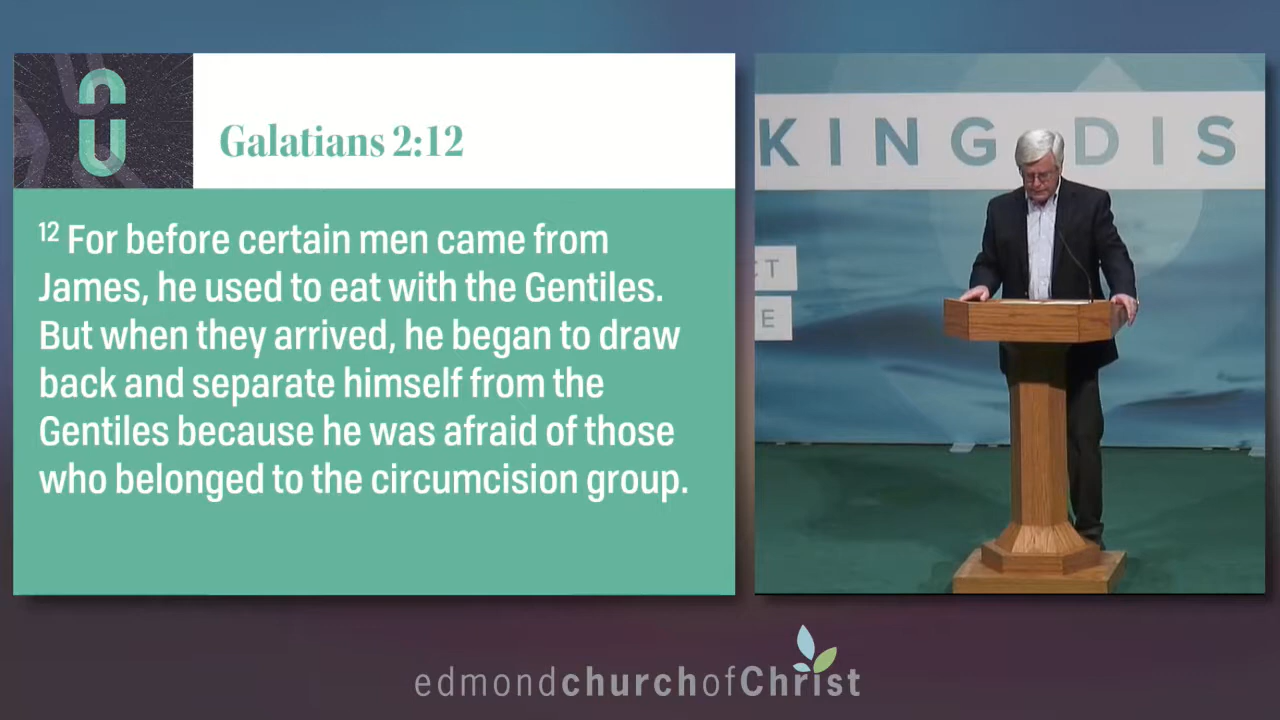 Galatians 2:12
12 For before certain men came from
James, he used to eat with the Gentiles.
But when they arrived, he began to draw
back and separate himself from the
Gentiles because he was afraid of those
who belonged to the circumcision group.
KING DIS
CT
E
edmondchurchofChrist